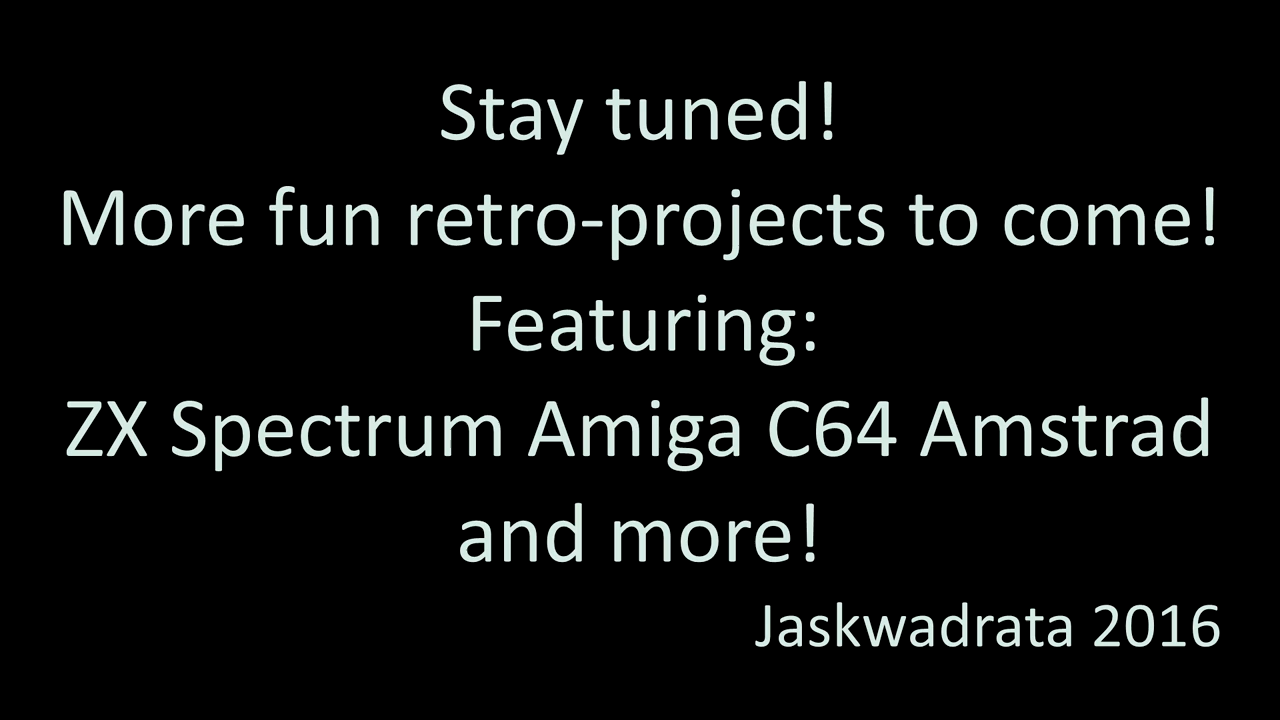 Stay tuned!
More fun retro-projects to come!
Featuring:
ZX Spectrum Amiga C64 Amstrad
and more!
Jaskwadrata 2016